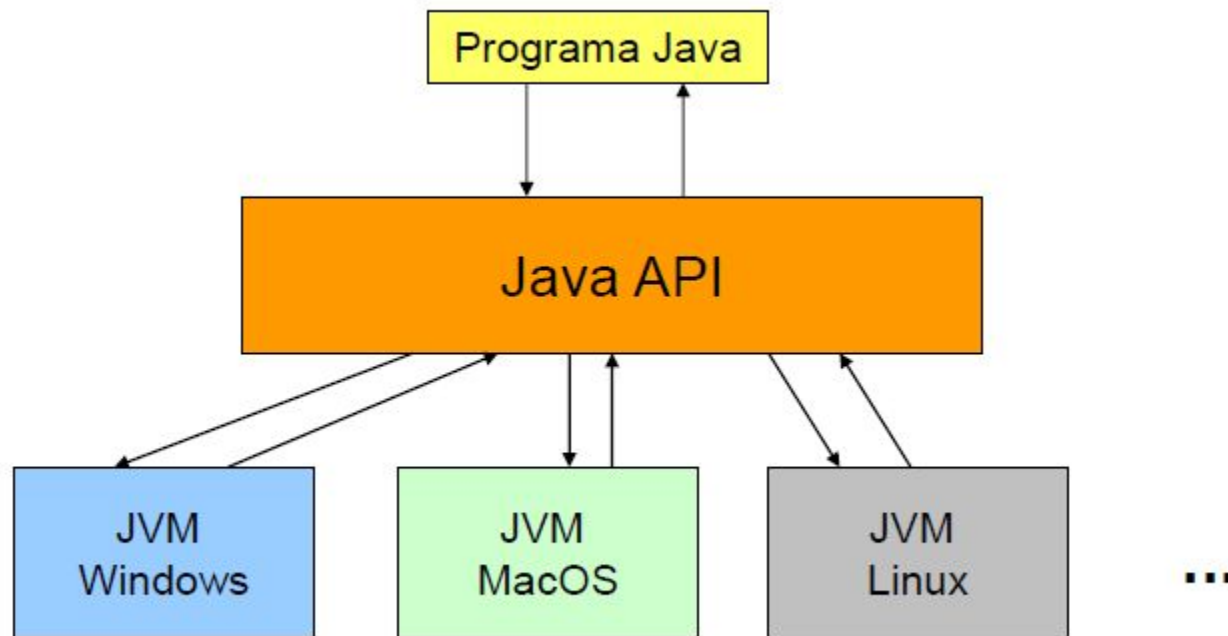 Programa Java
Java API
JVM
Windows
JVM
MacOS
JVM
Linux
...